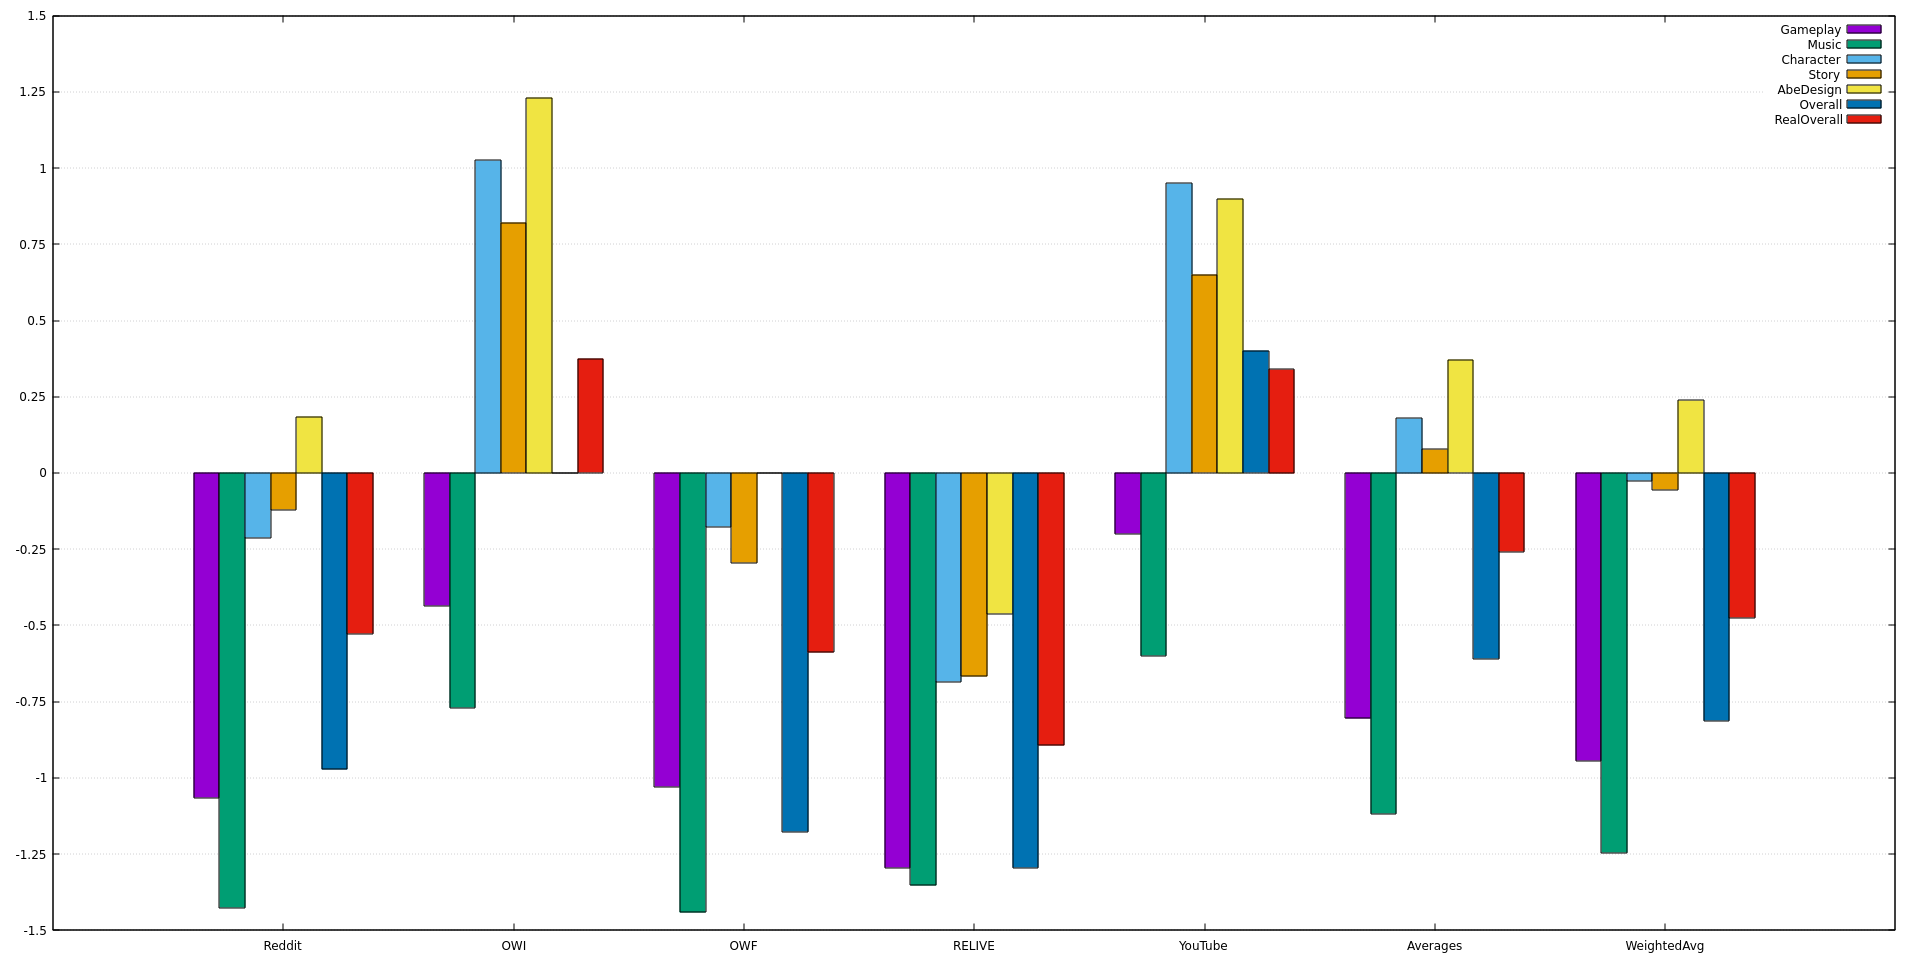 1.5
1.25
1
0.75
0.5
0.25
0
-0.25
-0.5
-0.75
-1
-1.25
-1.5
Gameplay
Music
Character
Story
AbeDesign
Overall
RealOverall
Reddit OWI OWF RELIVE YouTube Averages WeightedAvg